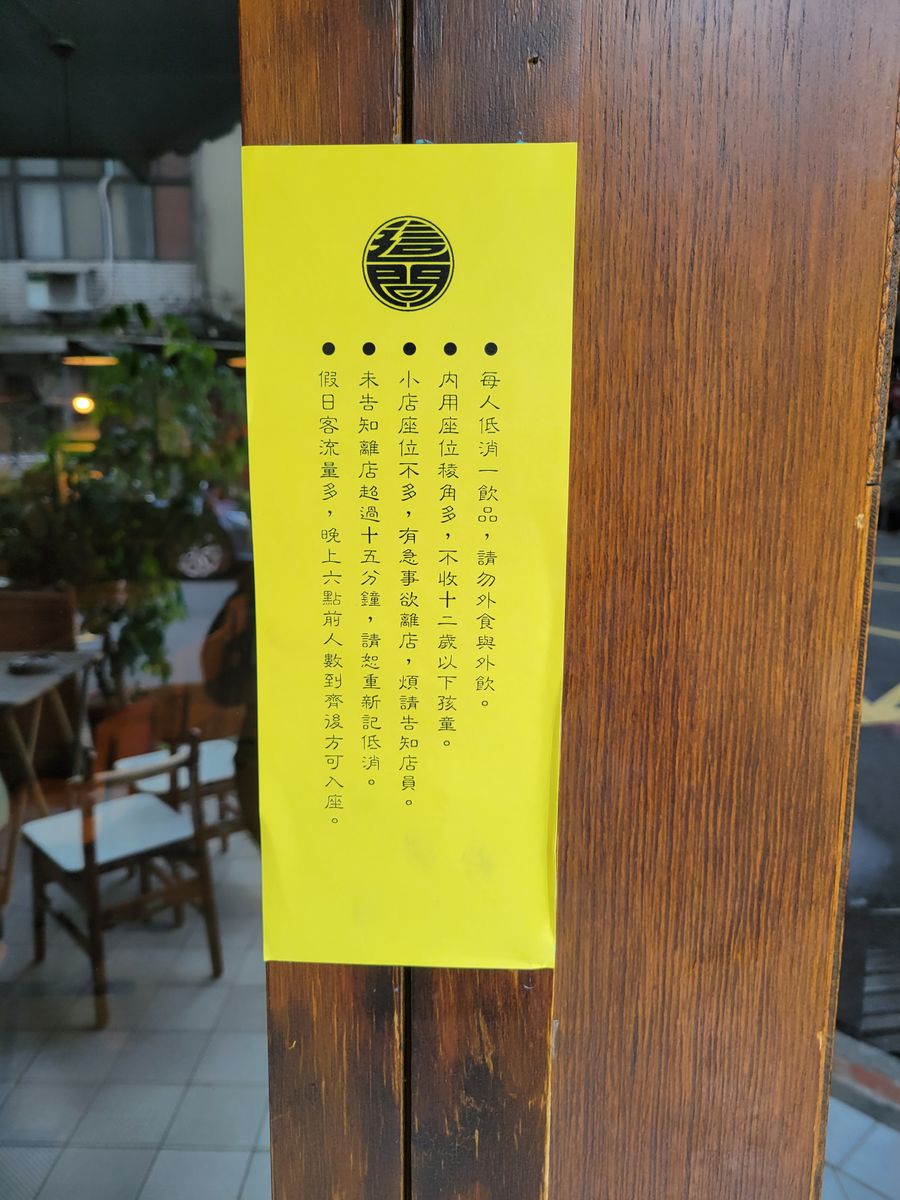 ●每人低消一飲品，請勿外食與外飲。
●內用座位稜角多，不收十二歲以下孩童。
●小店座位不多，有急事欲離店，煩請告知店員。
●未告知離店超過十五分鐘，請恕重新記低消。
●假日客流量多，晚上六點前人數到齊後方可入座。